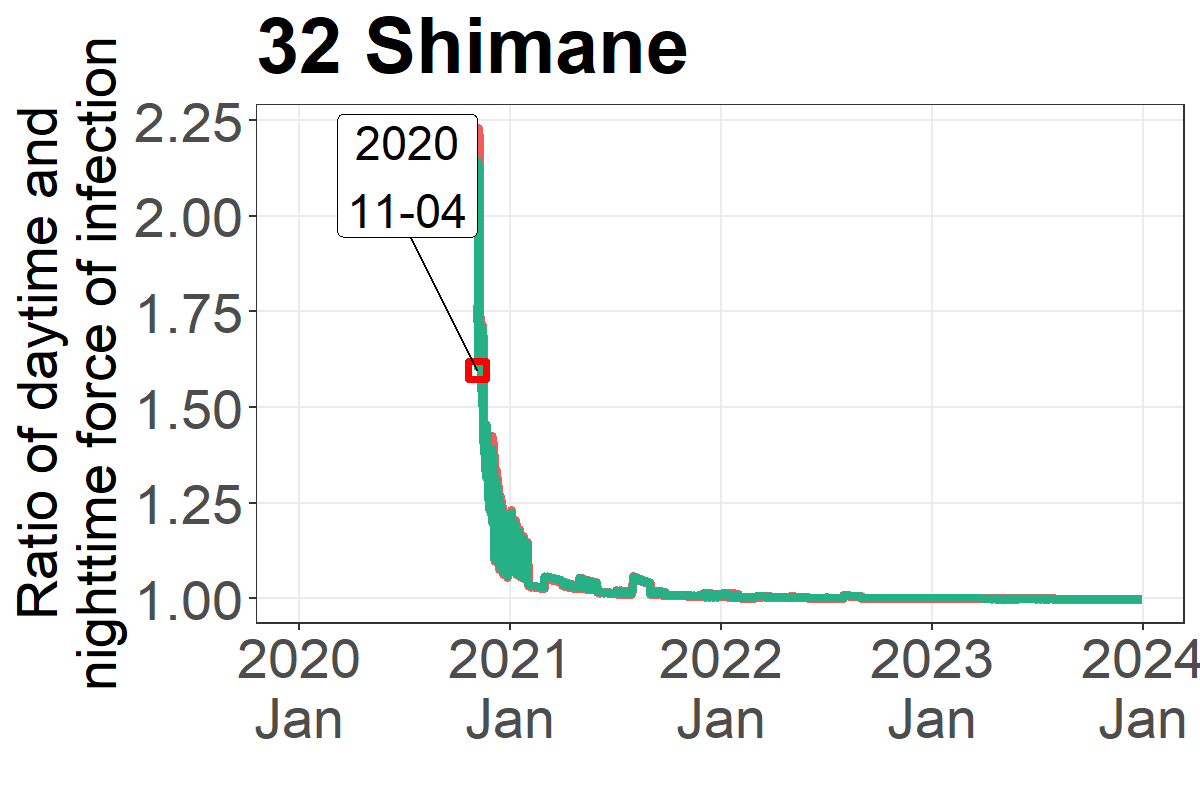 32 Shimane
Ratio of daytime and
nighttime force of infection
2.25
2.00
1.75
1.50
1.25
1.00
2020
11-04
2020 2021 2022 2023 2024
Jan Jan Jan Jan Jan